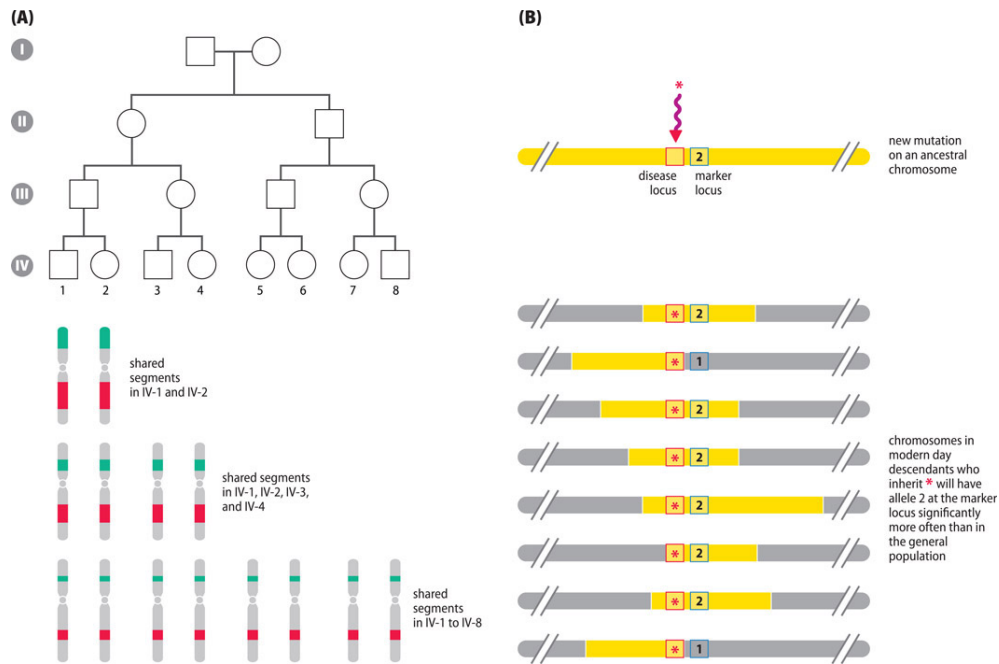 (A)
I
II
III
IV
1 2 3 4 5 6 7 8
shared
segments
in IV-1 and IV-2
shared segments
in IV-1, IV-2, IV-3,
and IV-4
shared
segments
in IV-1 to IV-8
(B)
*
2
disease
locus
marker
locus
new mutation
on an ancestral
chromosome
* 2
* 1
* 2
* 2
* 2
* 2
* 2
* 1
chromosomes in
modern day
descendants who
inherit * will have
allele 2 at the marker
locus significantly
more often than in
the general
population